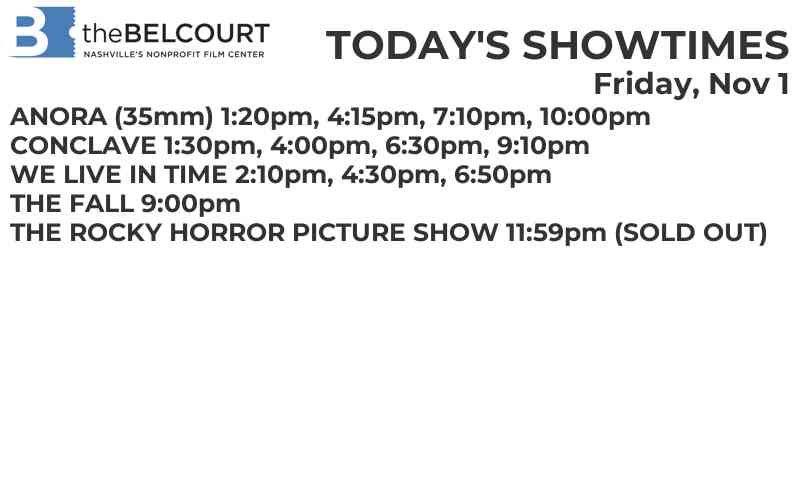 B theBELCOURT
NASHVILLE'S NONPROFIT FILM CENTER
TODAY'S SHOWTIMES
Friday, Nov 1
ANORA (35mm) 1:20pm, 4:15pm, 7:10pm, 10:00pm
CONCLAVE 1:30pm, 4:00pm, 6:30pm, 9:10pm
WE LIVE IN TIME 2:10pm, 4:30pm, 6:50pm
THE FALL 9:00pm
THE ROCKY HORROR PICTURE SHOW 11:59pm (SOLD OUT)